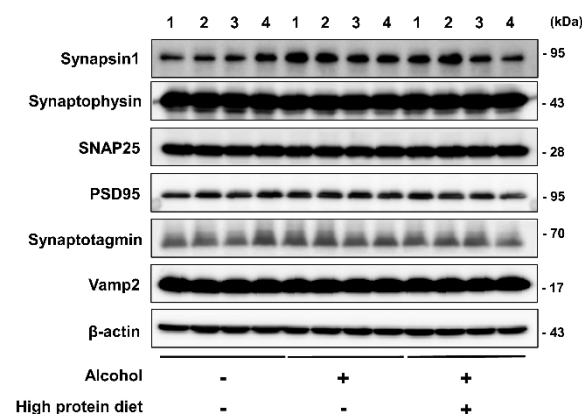 1 2 3 4 1 2 3 4 1 2 3 4 (kDa)
Synapsin1 - 95
Synaptophysin - 43
SNAP25 - 28
PSD95 - 95
Synaptotagmin - 70
Vamp2 - 17
β-actin - 43
Alcohol - + +
High protein diet - - +